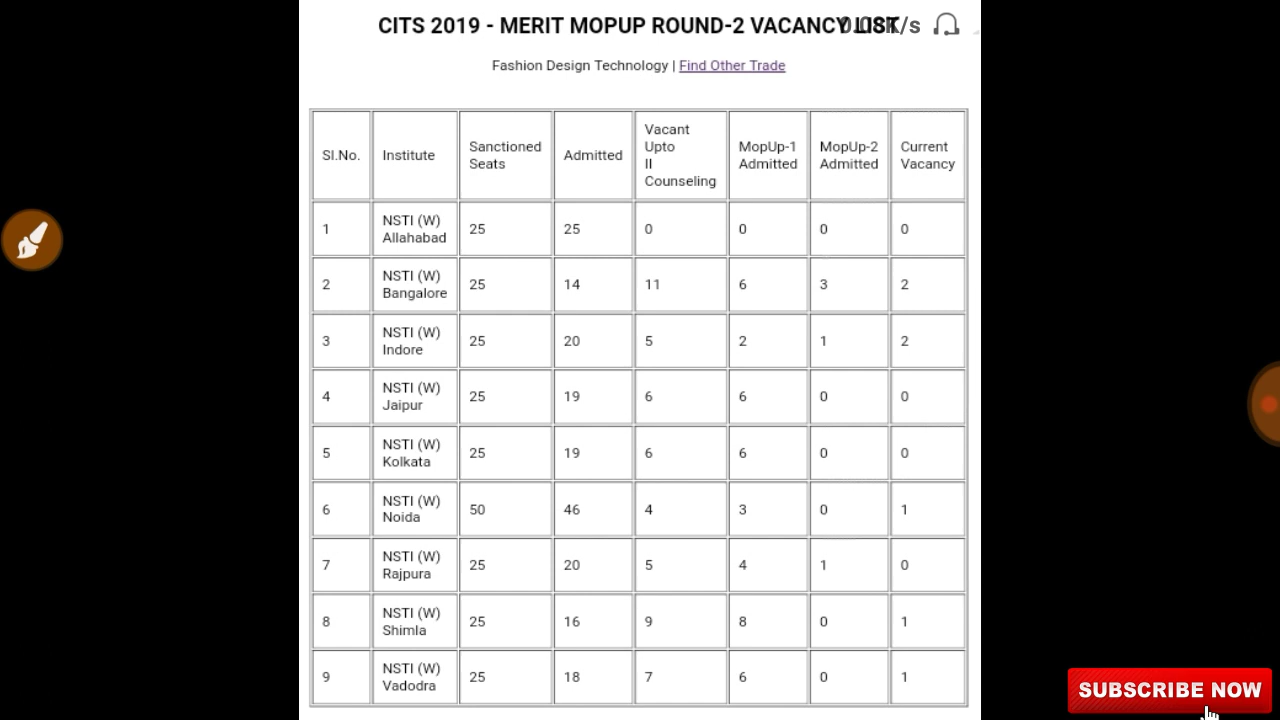 CITS 2019 - MERIT MOPUP ROUND-2 VACANCY LIST
Fashion Design Technology | Find Other Trade
Sl.No. Institute Sanctioned Seats Admitted Vacant Upto II Counseling MopUp-1 Admitted MopUp-2 Admitted Current Vacancy
1 NSTI (W) Allahabad 25 25 0 0 0 0
2 NSTI (W) Bangalore 25 14 11 6 3 2
3 NSTI (W) Indore 25 20 5 2 1 2
4 NSTI (W) Jaipur 25 19 6 6 0 0
5 NSTI (W) Kolkata 25 19 6 6 0 0
6 NSTI (W) Noida 50 46 4 3 0 1
7 NSTI (W) Rajpura 25 20 5 4 1 0
8 NSTI (W) Shimla 25 16 9 8 0 1
9 NSTI (W) Vadodra 25 18 7 6 0 1
SUBSCRIBE NOW